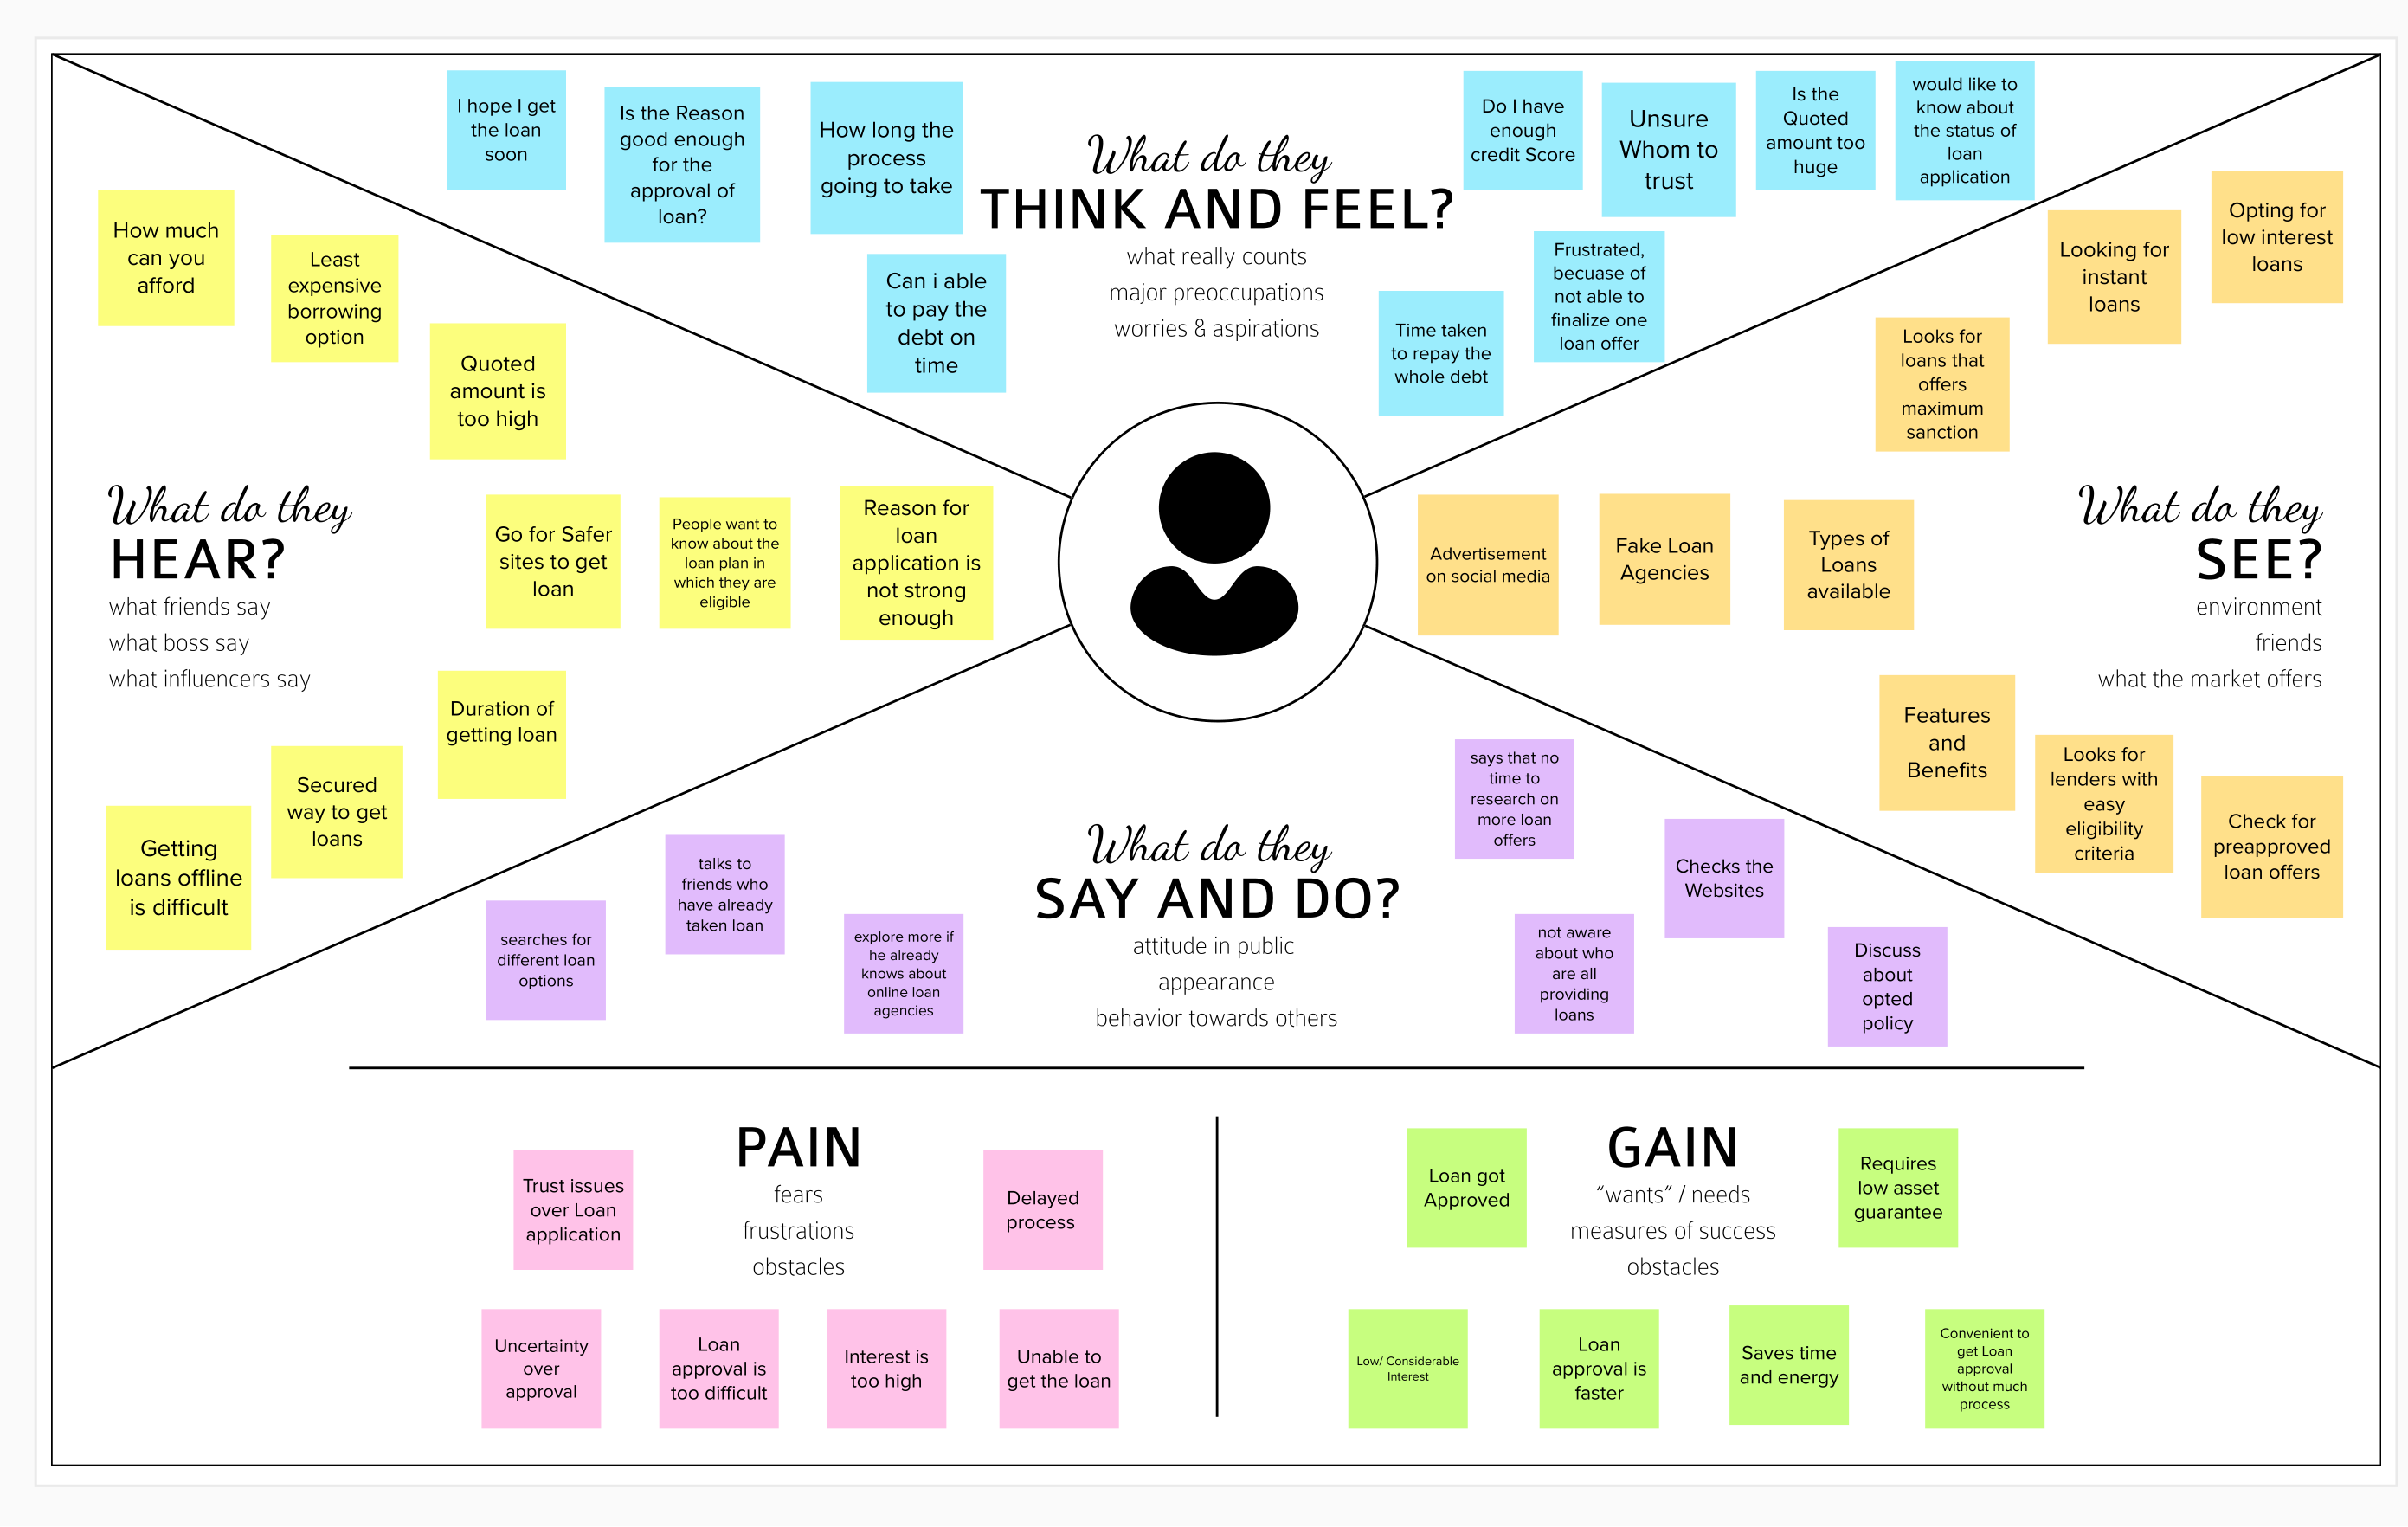 What do they
THINK AND FEEL?
what really counts
major preoccupations
worries & aspirations
I hope I get
the loan
soon
Is the Reason
good enough
for the
approval of
loan?
How long the
process
going to take
Can i able
to pay the
debt on
time
Do I have
enough
credit Score
Unsure
Whom to
trust
Is the
Quoted
amount too
huge
would like to
know about
the status of
loan
application
Frustrated,
becuase of
not able to
finalize one
loan offer
Time taken
to repay the
whole debt
What do they
HEAR?
what friends say
what boss say
what influencers say
How much
can you
afford
Least
expensive
borrowing
option
Quoted
amount is
too high
Go for Safer
sites to get
loan
People want to
know about the
loan plan in
which they are
eligible
Reason for
loan
application is
not strong
enough
Duration of
getting loan
Secured
way to get
loans
Getting
loans offline
is difficult
What do they
SEE?
environment
friends
what the market offers
Opting for
low interest
loans
Looking for
instant
loans
Looks for
loans that
offers
maximum
sanction
Advertisement
on social media
Fake Loan
Agencies
Types of
Loans
available
Features
and
Benefits
Looks for
lenders with
easy
eligibility
criteria
Check for
preapproved
loan offers
What do they
SAY AND DO?
attitude in public
appearance
behavior towards others
searches for
different loan
options
talks to
friends who
have already
taken loan
explore more if
he already
knows about
online loan
agencies
says that no
time to
research on
more loan
offers
Checks the
Websites
not aware
about who
are all
providing
loans
Discuss
about
opted
policy
PAIN
fears
frustrations
obstacles
Trust issues
over Loan
application
Delayed
process
Uncertainty
over
approval
Loan
approval is
too difficult
Interest is
too high
Unable to
get the loan
GAIN
“wants” / needs
measures of success
obstacles
Loan got
Approved
Requires
low asset
guarantee
Low/ Considerable
Interest
Loan
approval is
faster
Saves time
and energy
Convenient to
get Loan
approval
without much
process